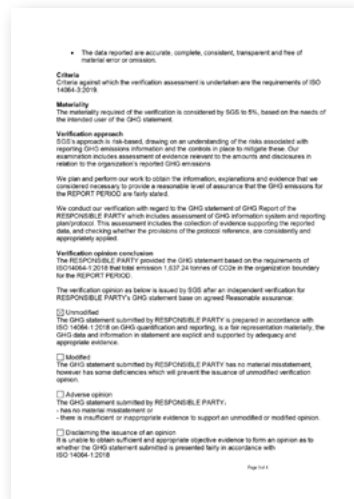 • The data reported are accurate, complete, consistent, transparent and free of
material error or omission.
Criteria
Criteria against which the verification assessment is undertaken are the requirements of ISO
14064-3:2019.
Materiality
The materiality required of the verification is considered by SGS to 5%, based on the needs of
the intended user of the GHG statement.
Verification approach
SGS's approach is risk-based, drawing on an understanding of the risks associated with
reporting GHG emissions information and the controls in place to mitigate these. Our
examination includes assessment of evidence relevant to the amounts and disclosures in
relation to the organization's reported GHG emissions
We plan and perform our work to obtain the information, explanations and evidence that we
considered necessary to provide a reasonable level of assurance that the GHG emissions for
the REPORT PERIOD are fairly stated.
We conducted our verification with regard to the GHG statement of GHG Report of the
RESPONSIBLE PARTY which includes assessment of GHG information system and reporting
plan/protocol. This assessment includes the collection of evidence supporting the reported
data, and checking whether the provisions of the protocol reference, are consistently and
appropriately applied.
Verification opinion conclusion
The RESPONSIBLE PARTY provided the GHG statement based on the requirements of
ISO14064-1:2018 that total emission 1,637.24 tonnes of CO2e in the organization boundary
for the REPORT PERIOD.
The verification opinion as below is issued by SGS after an independent verification for
RESPONSIBLE PARTY's GHG statement base on agreed Reasonable assurance:
☒ Unmodified
The GHG statement submitted by RESPONSIBLE PARTY is prepared in accordance with
ISO 14064-1:2018 on GHG quantification and reporting, is a fair representation materially, the
GHG data and information in statement are explicit and supported by adequacy and
appropriate evidence.
☐ Modified
The GHG statement submitted by RESPONSIBLE PARTY has no material misstatement,
however has some deficiencies which will prevent the issuance of unmodified verification
opinion.
☐ Adverse opinion
The GHG statement submitted by RESPONSIBLE PARTY:
- has no material misstatement or
- there is insufficient or inappropriate evidence to support an unmodified or modified opinion.
☐ Disclaiming the issuance of an opinion
It is unable to obtain sufficient and appropriate objective evidence to form an opinion as to
whether the GHG statement submitted is presented fairly in accordance with
ISO 14064-1:2018